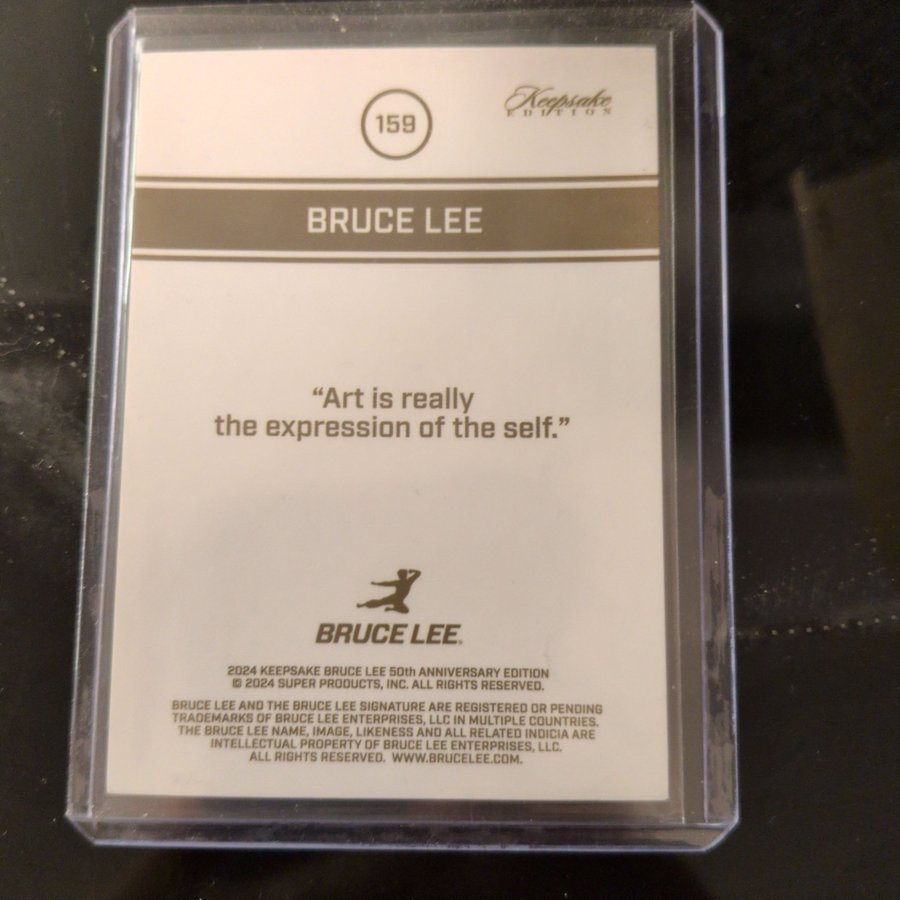 159
Keepsake
EDITION
BRUCE LEE
“Art is really
the expression of the self.”
BRUCE LEE®
2024 KEEPSAKE BRUCE LEE 50th ANNIVERSARY EDITION
© 2024 SUPER PRODUCTS, INC. ALL RIGHTS RESERVED.
BRUCE LEE AND THE BRUCE LEE SIGNATURE ARE REGISTERED OR PENDING
TRADEMARKS OF BRUCE LEE ENTERPRISES, LLC IN MULTIPLE COUNTRIES.
THE BRUCE LEE NAME, IMAGE, LIKENESS AND ALL RELATED INDICIA ARE
INTELLECTUAL PROPERTY OF BRUCE LEE ENTERPRISES, LLC.
ALL RIGHTS RESERVED. WWW.BRUCELEE.COM.